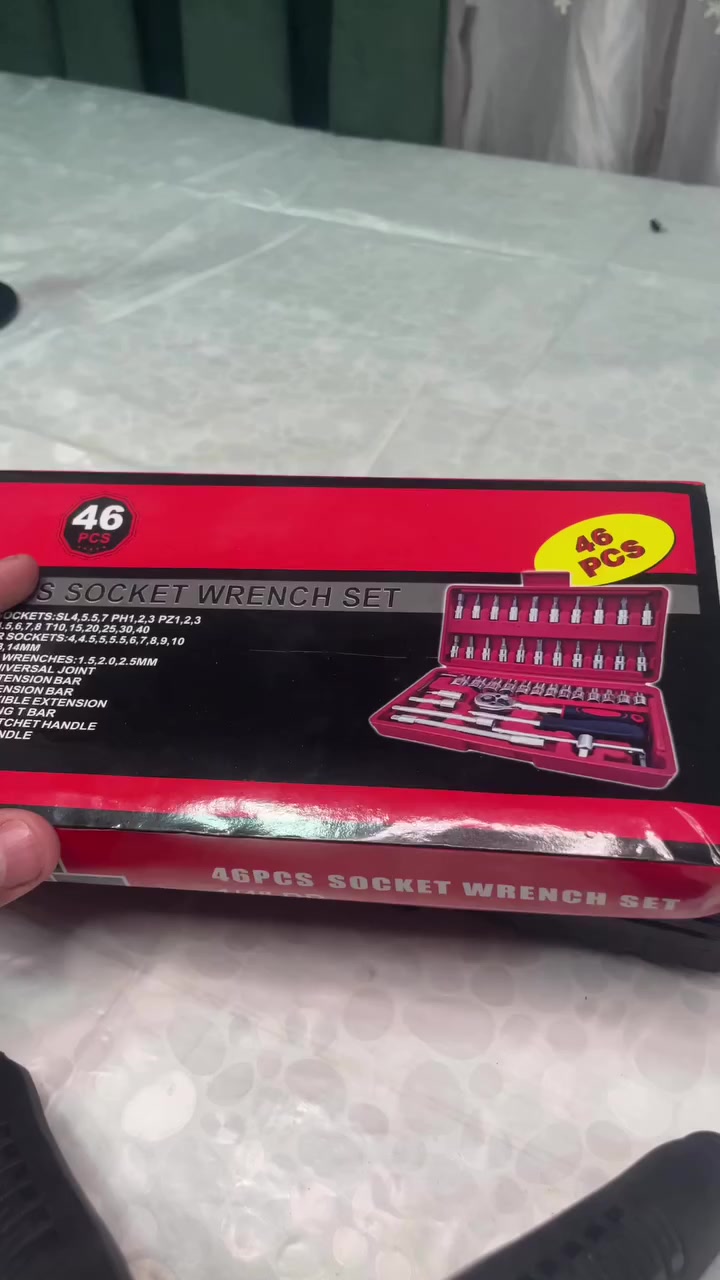 46
PCS
46
PCS
S SOCKET WRENCH SET
OCKETS:SL4,5.5,7 PH1,2,3 PZ1,2,3
,5,6,7,8 T10,15,20,25,30,40
R SOCKETS:4,4.5,5,5.5,6,7,8,9,10
,14MM
WRENCHES:1.5,2.0,2.5MM
IVERSAL JOINT
TENSION BAR
ENSION BAR
IBLE EXTENSION
NG T BAR
TCHET HANDLE
NDLE
46PCS SOCKET WRENCH SET